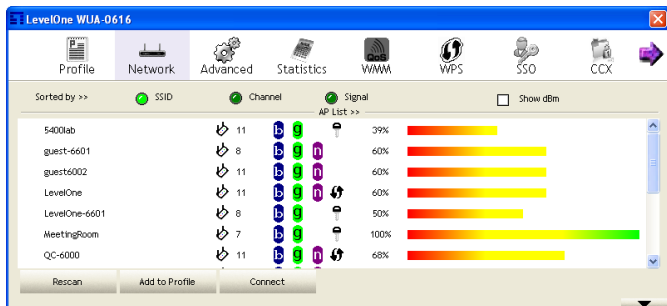 LevelOne WUA-0616
Profile Network Advanced Statistics QoS WMM WPS SSO CCX
Sorted by >> SSID Channel Signal Show dBm
AP List >>
5400lab 11 b g 39%
guest-6601 8 b g n 60%
guest6002 11 b g n 60%
LevelOne 11 b g n 60%
LevelOne-6601 8 b g 50%
MeetingRoom 7 b g 100%
QC-6000 11 b g n 68%
Rescan Add to Profile Connect